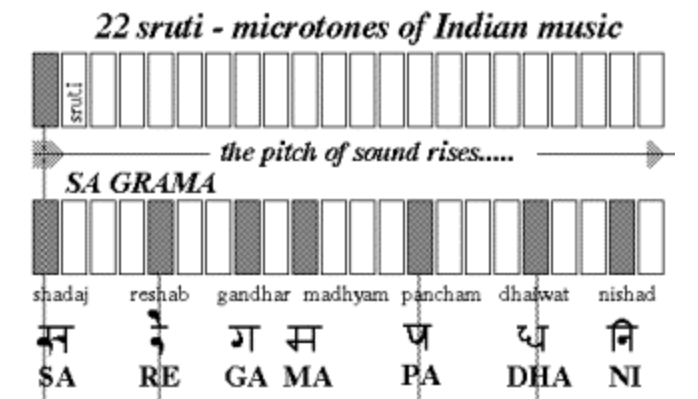 22 sruti - microtones of Indian music
sruti
the pitch of sound rises.....
SA GRAMA
shadaj reshab gandhar madhyam pancham dhaiwat nishad
स रे ग म प ध नि
SA RE GA MA PA DHA NI